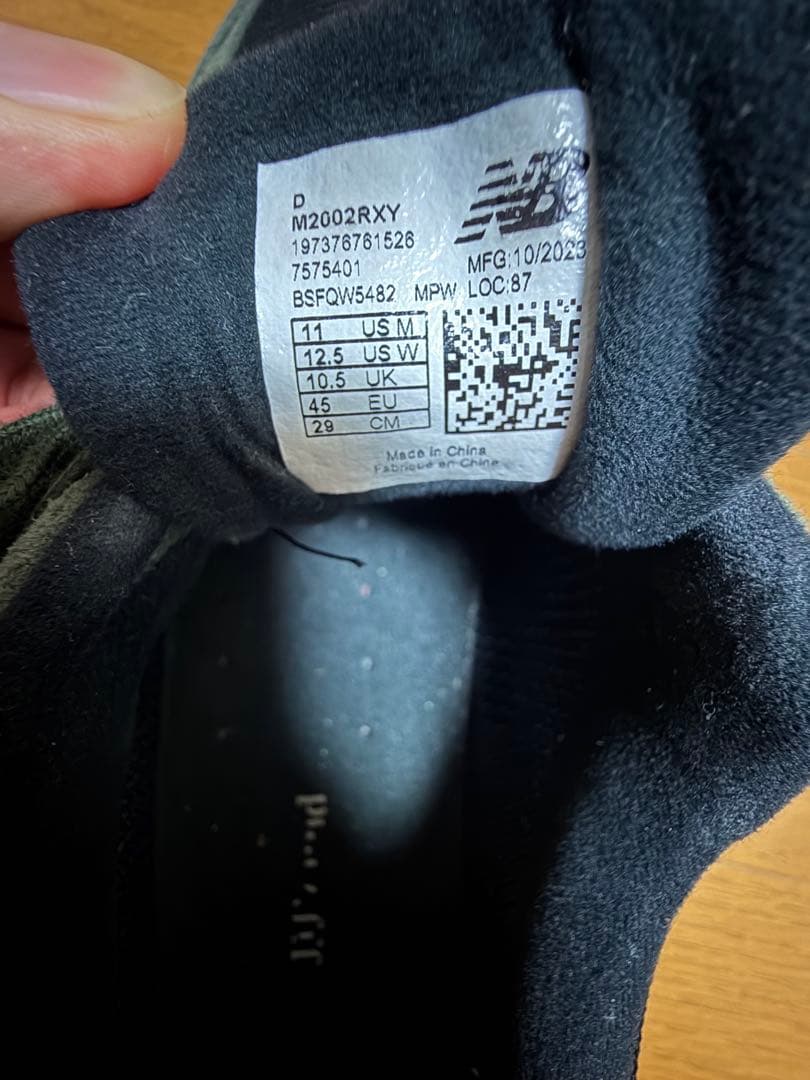 D
M2002RXY
197376761526
7575401
BSFQW5482 MPW
NB
MFG:10/2023
LOC:87
11 US M
12.5 US W
10.5 UK
45 EU
29 CM
Made in China
Fabriqué en Chine